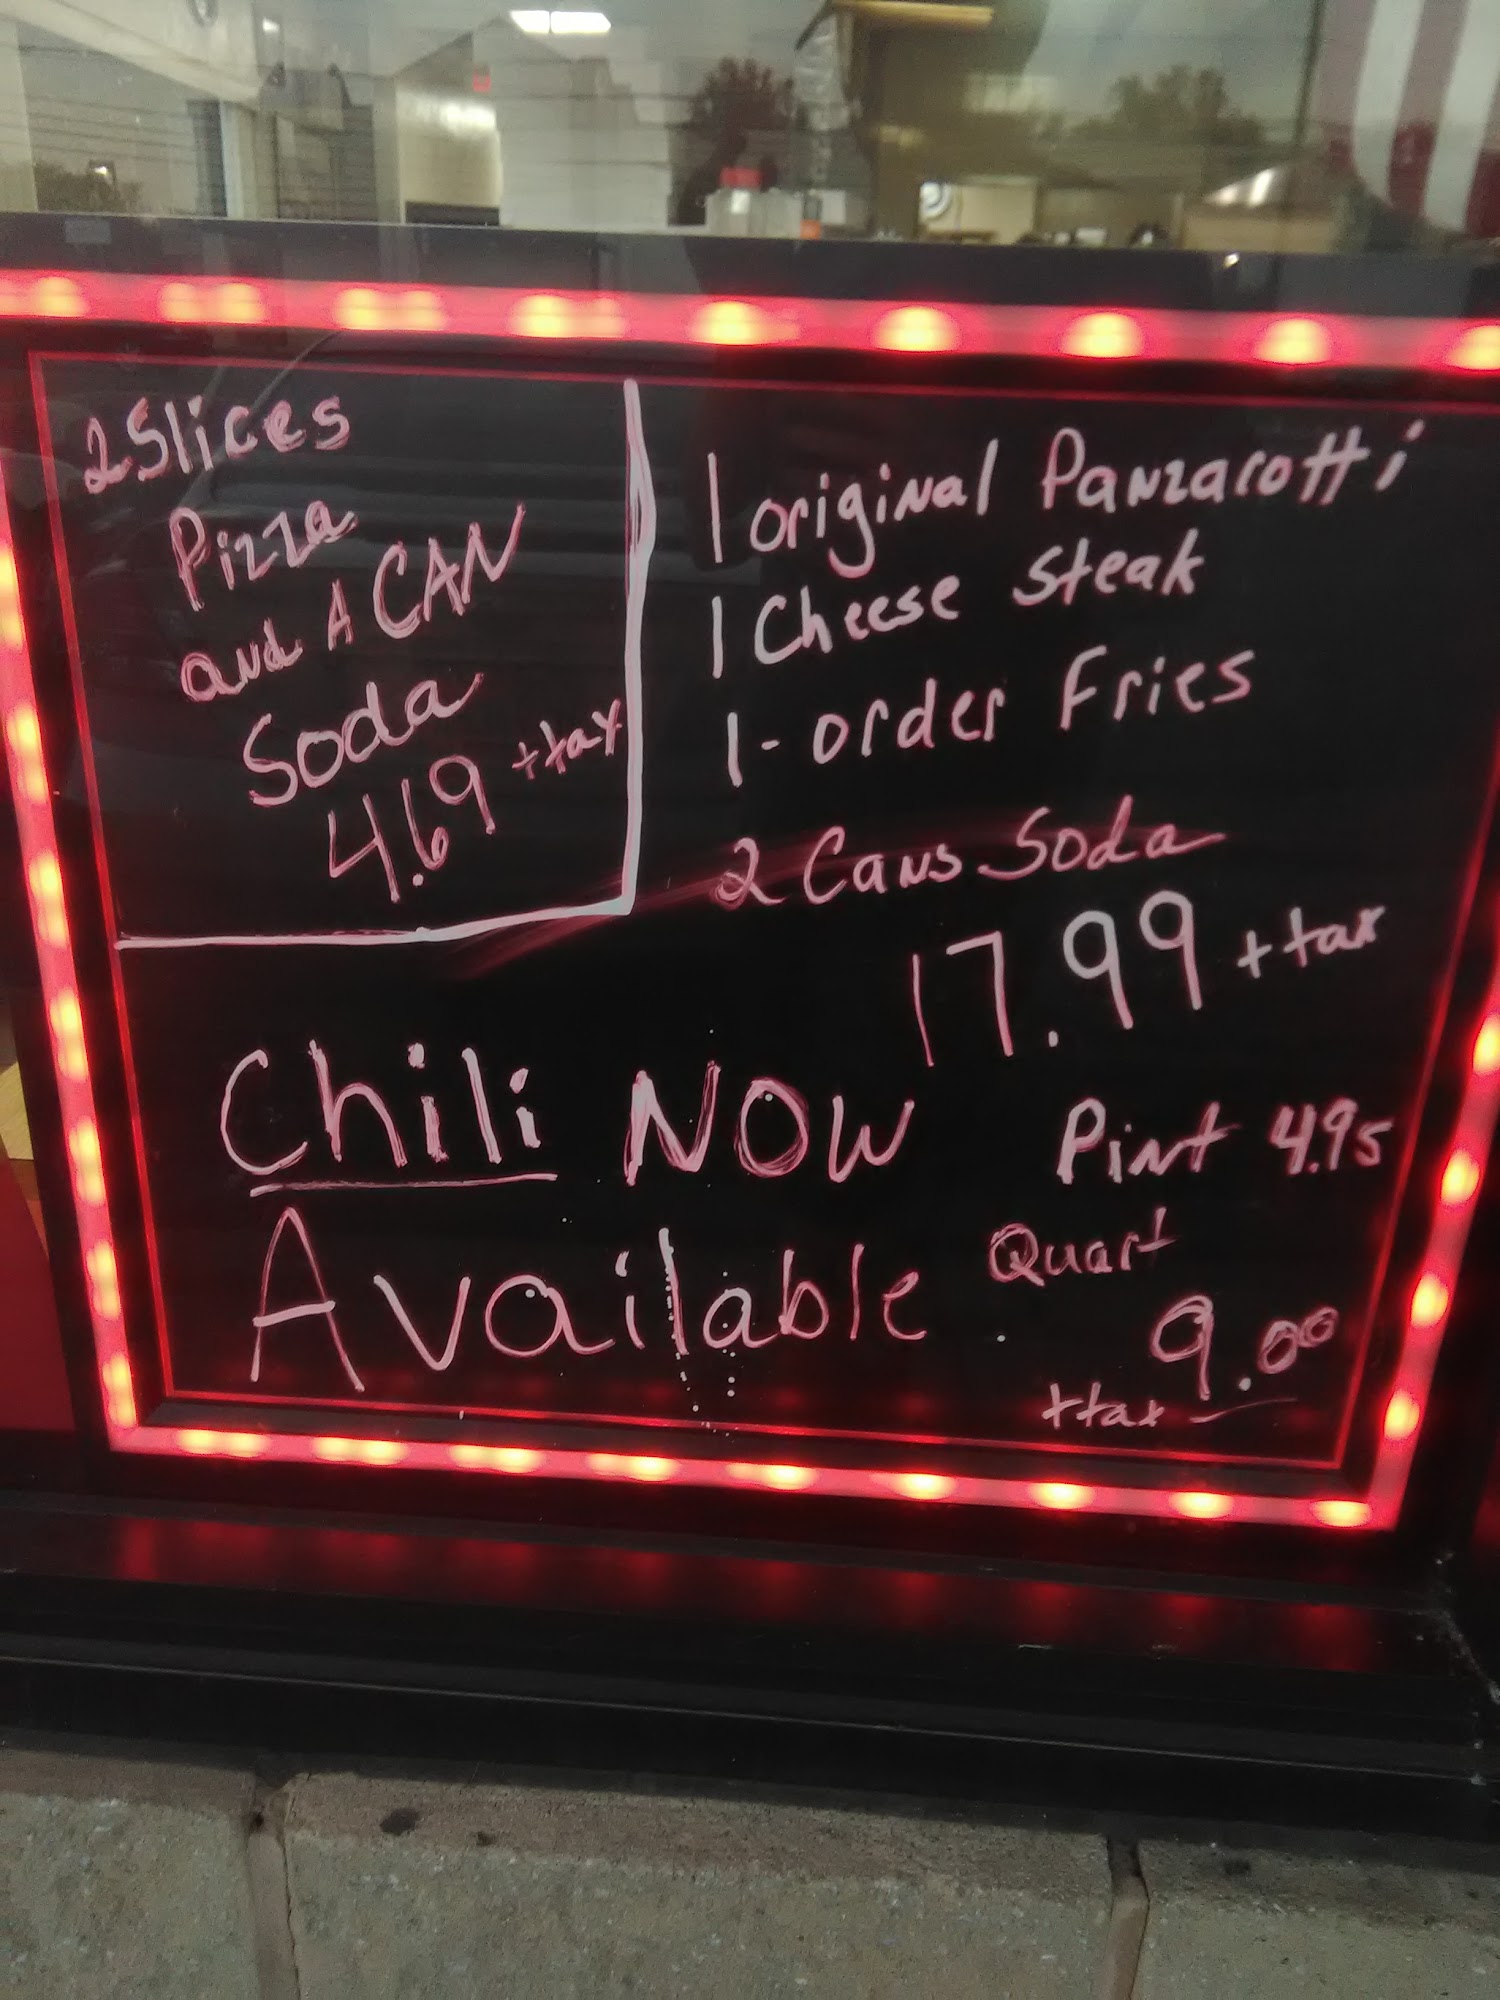 2 Slices
Pizza
and A CAN
Soda
4.69 + tax
1 original Panzarotti
1 Cheese Steak
1 - order Fries
2 Cans Soda
17.99 + tax
Chili NOW
Available
Pint 4.95
Quart
9.00
+ tax